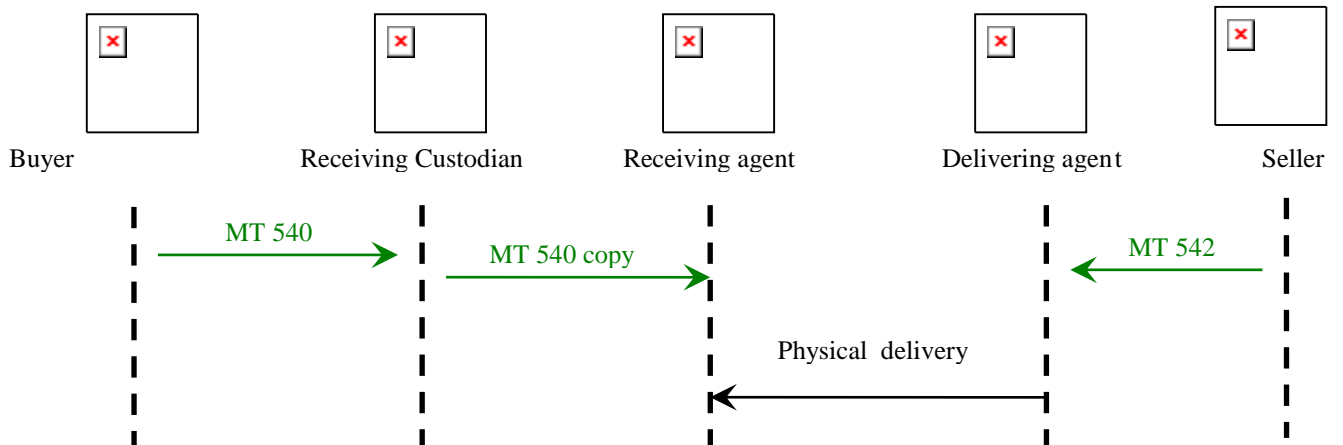 Buyer
Receiving Custodian
Receiving agent
Delivering agent
Seller
MT 540
MT 540 copy
MT 542
Physical delivery